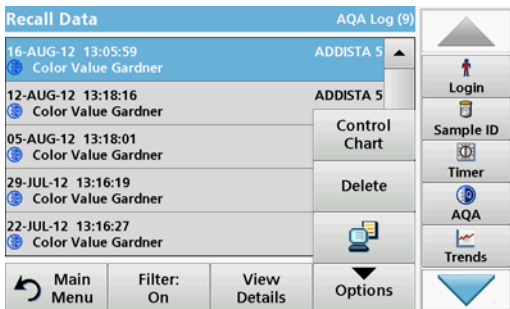 Recall Data AQA Log (9)
16-AUG-12 13:05:59 ADDISTA 5
Color Value Gardner
12-AUG-12 13:18:16 ADDISTA 5
Color Value Gardner
05-AUG-12 13:18:01
Color Value Gardner
29-JUL-12 13:16:19
Color Value Gardner
22-JUL-12 13:16:27
Color Value Gardner
Control
Chart
Delete
Main
Menu
Filter:
On
View
Details
Options
Login
Sample ID
Timer
AQA
Trends